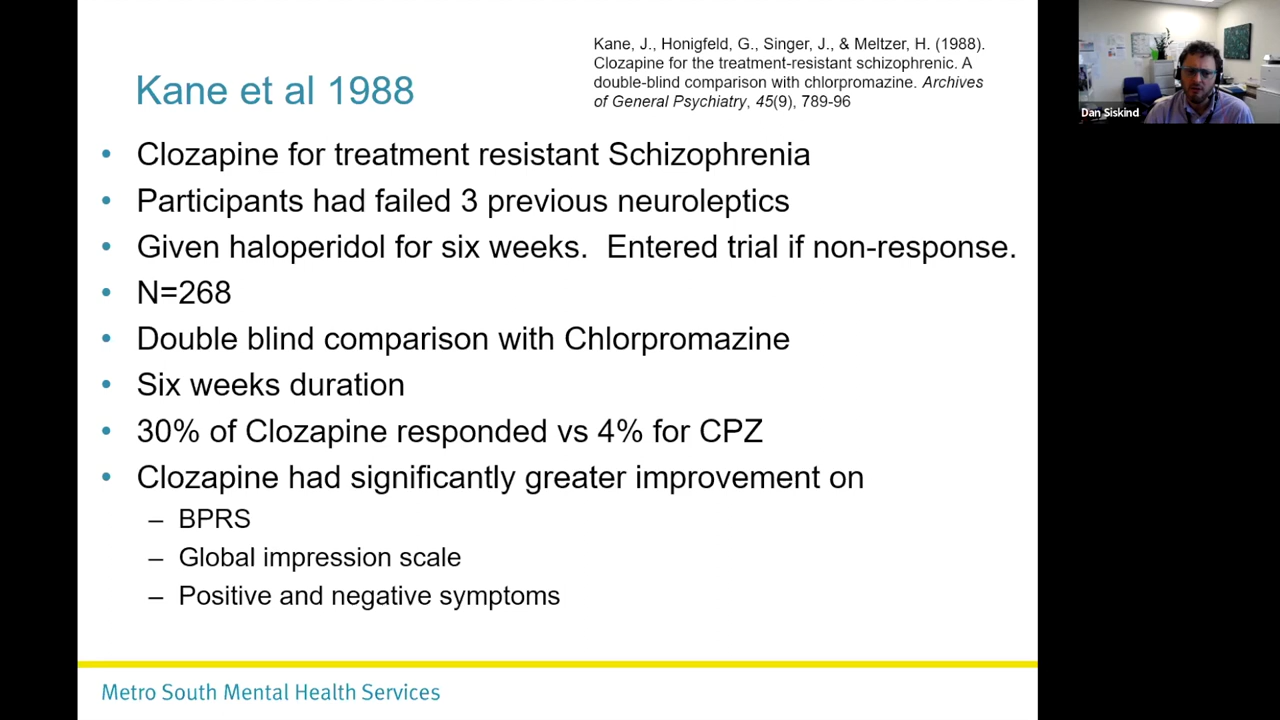 Kane, J., Honigfeld, G., Singer, J., & Meltzer, H. (1988).
Clozapine for the treatment-resistant schizophrenic. A
double-blind comparison with chlorpromazine. Archives
of General Psychiatry, 45(9), 789-96
Kane et al 1988
• Clozapine for treatment resistant Schizophrenia
• Participants had failed 3 previous neuroleptics
• Given haloperidol for six weeks.  Entered trial if non-response.
• N=268
• Double blind comparison with Chlorpromazine
• Six weeks duration
• 30% of Clozapine responded vs 4% for CPZ
• Clozapine had significantly greater improvement on
– BPRS
– Global impression scale
– Positive and negative symptoms
Metro South Mental Health Services
Dan Siskind